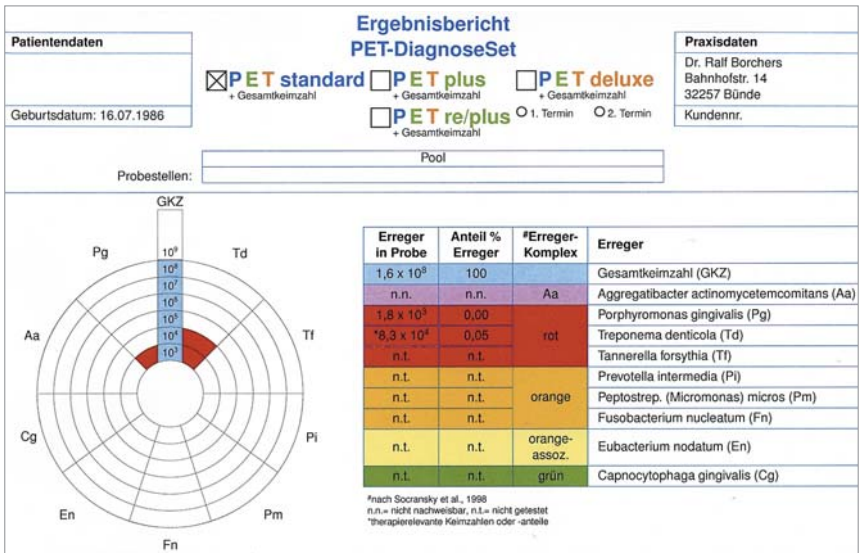 Ergebnisbericht
PET-DiagnoseSet
Patientendaten
Geburtsdatum: 16.07.1986
PET standard
+ Gesamtkeimzahl
PET plus
+ Gesamtkeimzahl
PET deluxe
+ Gesamtkeimzahl
PET re/plus
+ Gesamtkeimzahl
1. Termin 2. Termin
Praxisdaten
Dr. Ralf Borchers
Bahnhofstr. 14
32257 Bünde
Kundennr.
Pool
Probestellen:
GKZ
Pg Td
Aa Tf
Cg Pi
En Pm
Fn
10⁹
10⁸
10⁷
10⁶
10⁵
10⁴
10³
Erreger in Probe Anteil % Erreger #Erreger-Komplex Erreger
1,6 x 10⁸ 100 Gesamtkeimzahl (GKZ)
n.n. n.n. Aa Aggregatibacter actinomycetemcomitans (Aa)
1,8 x 10³ 0,00 Porphyromonas gingivalis (Pg)
*8,3 x 10⁴ 0,05 rot Treponema denticola (Td)
n.t. n.t. Tannerella forsythia (Tf)
n.t. n.t. Prevotella intermedia (Pi)
n.t. n.t. orange Peptostrep. (Micromonas) micros (Pm)
n.t. n.t. Fusobacterium nucleatum (Fn)
n.t. n.t. orange-assoz. Eubacterium nodatum (En)
n.t. n.t. grün Capnocytophaga gingivalis (Cg)
#nach Socransky et al., 1998
n.n.= nicht nachweisbar, n.t.= nicht getestet
*therapierelevante Keimzahlen oder -anteile